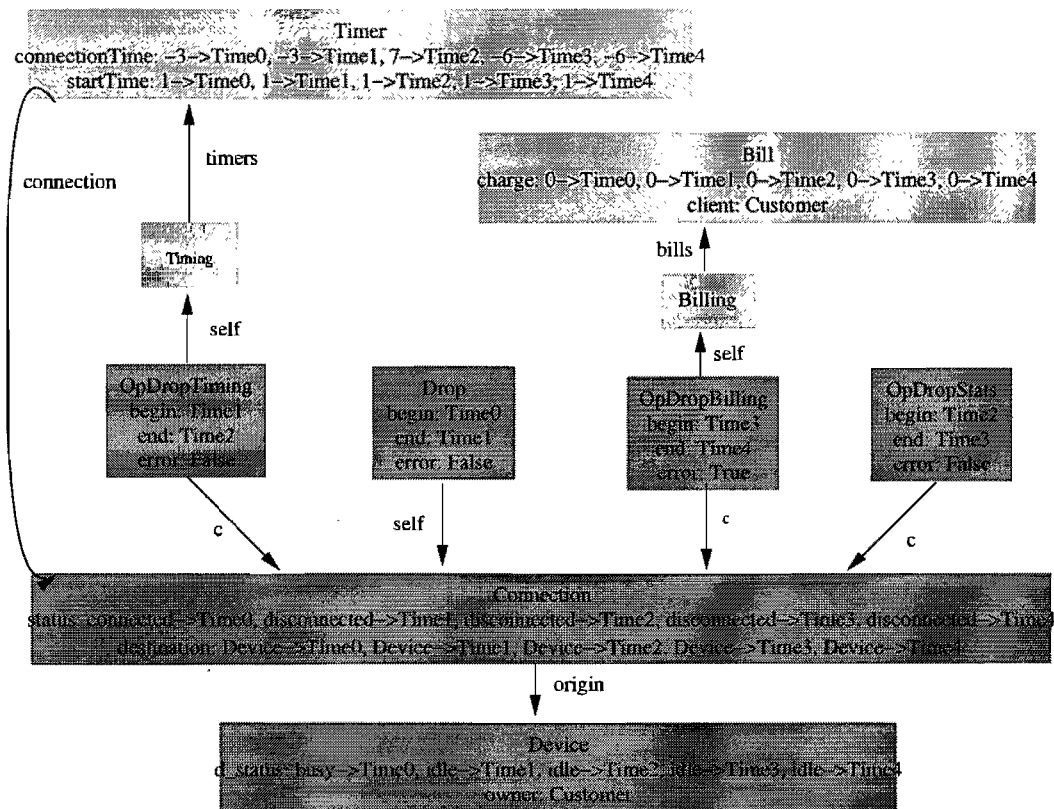 Timer
connectionTime: -3->Time0, -3->Time1, 7->Time2, -6->Time3, -6->Time4
startTime: 1->Time0, 1->Time1, 1->Time2, 1->Time3, 1->Time4
timers
connection
Bill
charge: 0->Time0, 0->Time1, 0->Time2, 0->Time3, 0->Time4
client: Customer
bills
Timing
Billing
self
self
OpDropTiming
begin: Time1
end: Time2
error: False
Drop
begin: Time0
end: Time1
error: False
OpDropBilling
begin: Time3
end: Time4
error: True
OpDropStats
begin: Time2
end: Time3
error: False
c
self
c
c
Connection
status: connected->Time0, disconnected->Time1, disconnected->Time2, disconnected->Time3, disconnected->Time4
destination: Device->Time0, Device->Time1, Device->Time2, Device->Time3, Device->Time4
origin
Device
d_status: busy->Time0, idle->Time1, idle->Time2, idle->Time3, idle->Time4
owner: Customer